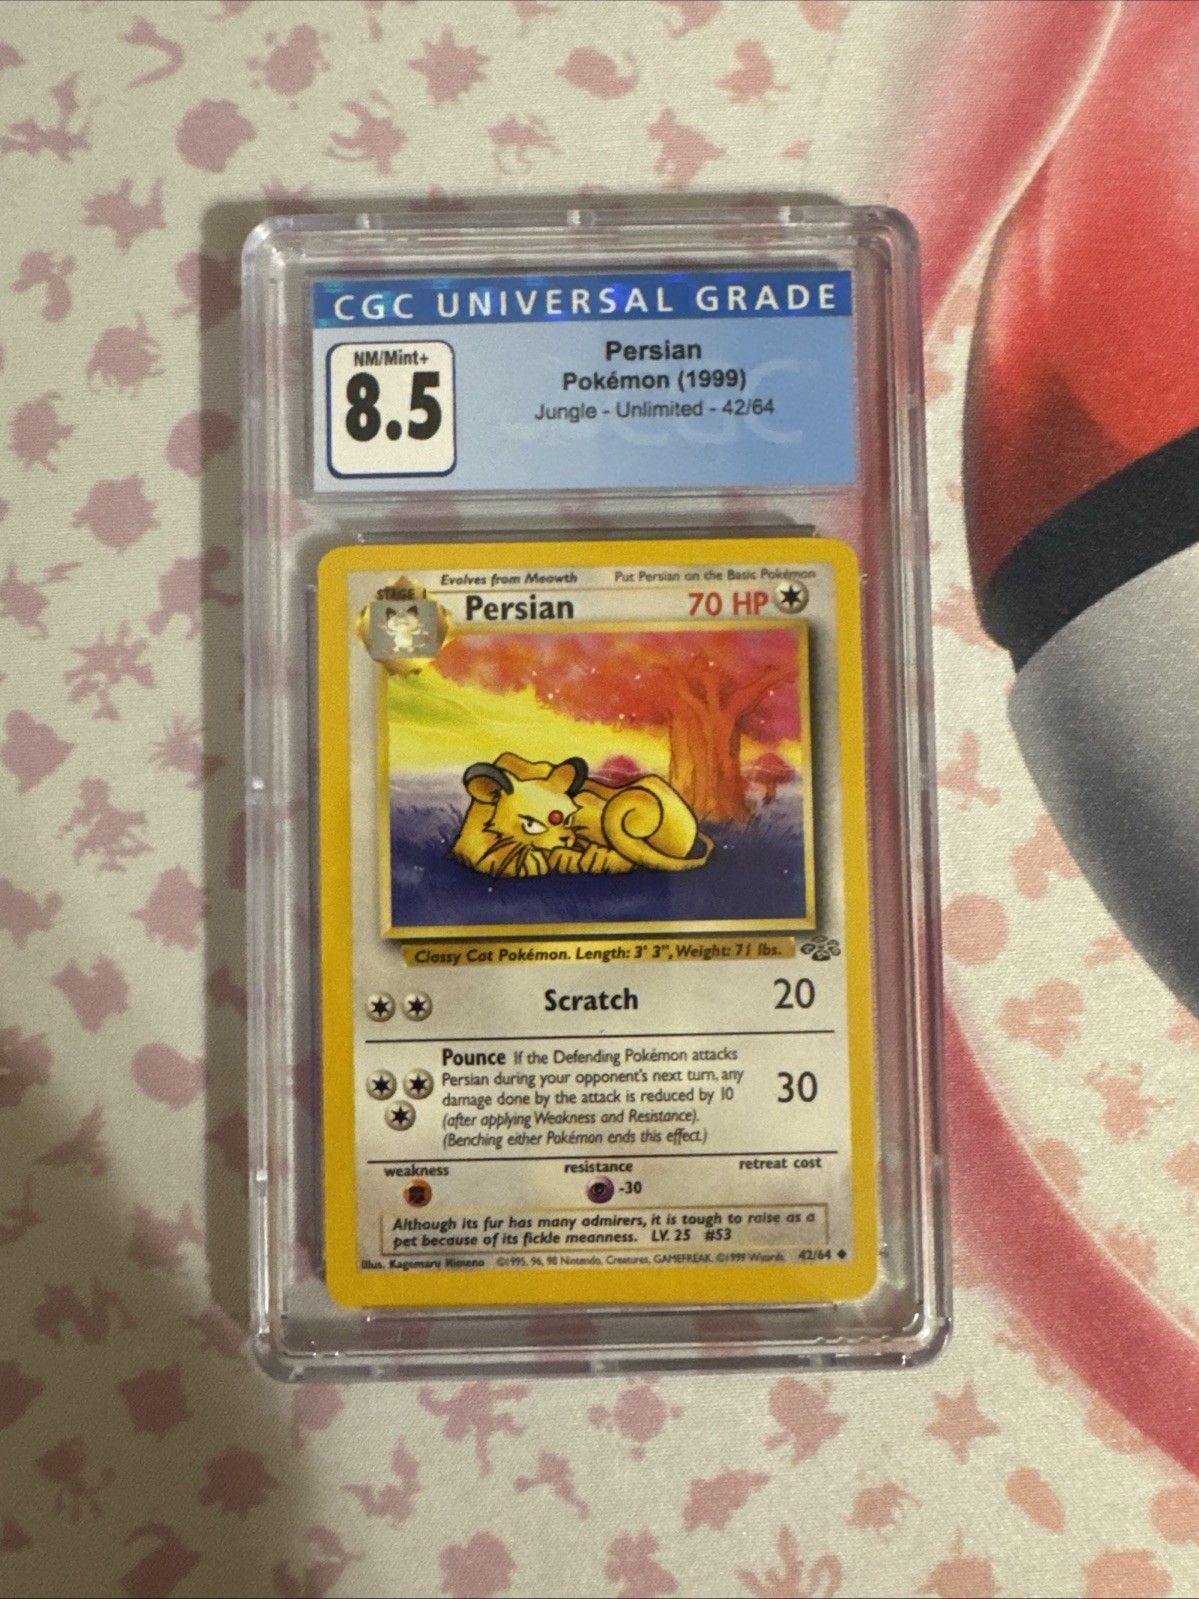 CGC UNIVERSAL GRADE
NM/Mint+
8.5
Persian
Pokémon (1999)
Jungle - Unlimited - 42/64
CGC
Evolves from Meowth Put Persian on the Basic Pokémon
STAGE 1
Persian 70 HP
Classy Cat Pokémon. Length: 3' 3", Weight: 71 lbs.
Scratch 20
Pounce If the Defending Pokémon attacks
Persian during your opponent's next turn, any
damage done by the attack is reduced by 10
(after applying Weakness and Resistance).
(Benching either Pokémon ends this effect.)
30
weakness resistance retreat cost
-30
Although its fur has many admirers, it is tough to raise as a
pet because of its fickle meanness. LV. 25 #53
Illus. Kagemaru Himeno ©1995, 96, 98 Nintendo, Creatures, GAMEFREAK. ©1999 Wizards. 42/64